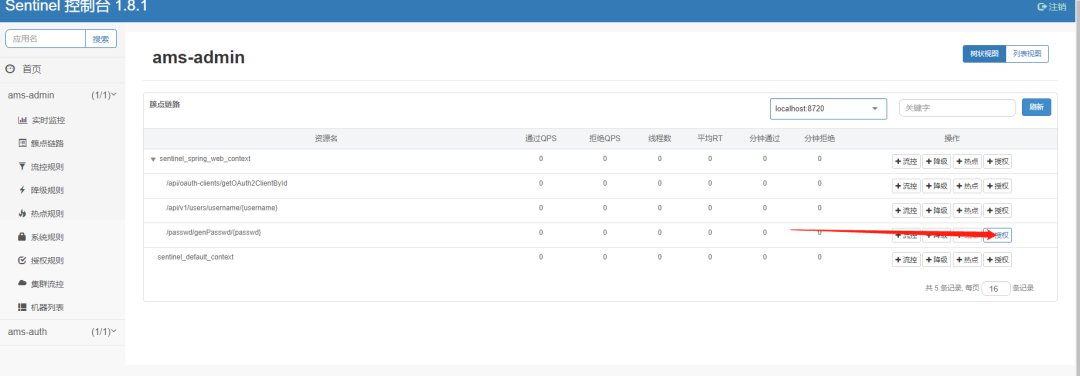 Sentinel 控制台 1.8.1
注销
应用名 搜索
首页
ams-admin (1/1)
实时监控
簇点链路
流控规则
降级规则
热点规则
系统规则
授权规则
集群流控
机器列表
ams-auth (1/1)
ams-admin
树状视图 列表视图
簇点链路
localhost:8720 关键字 刷新
资源名 通过QPS 拒绝QPS 线程数 平均RT 分钟通过 分钟拒绝 操作
sentinel_spring_web_context 0 0 0 0 0 0 +流控 +降级 +热点 +授权
/api/oauth-clients/getOAuth2ClientById 0 0 0 0 0 0 +流控 +降级 +热点 +授权
/api/v1/users/username/{username} 0 0 0 0 0 0 +流控 +降级 +热点 +授权
/passwd/genPasswd/{passwd} 0 0 0 0 0 0 +流控 +降级 +热点 授权
sentinel_default_context 0 0 0 0 0 0 +流控 +降级 +热点 +授权
共 5 条记录, 每页 16 条记录